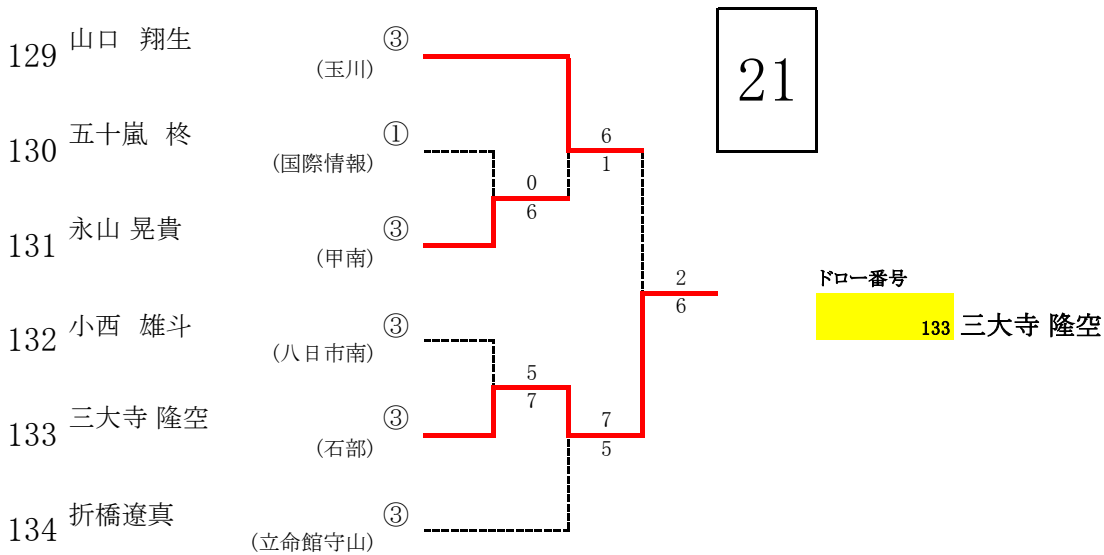 129 山口 翔生 ③
(玉川)
21
130 五十嵐 柊 ①
(国際情報)
6
1
0
6
131 永山 晃貴 ③
(甲南)
2
6
ドロー番号
133 三大寺 隆空
132 小西 雄斗 ③
(八日市南)
5
7
133 三大寺 隆空 ③
(石部)
7
5
134 折橋遼真 ③
(立命館守山)